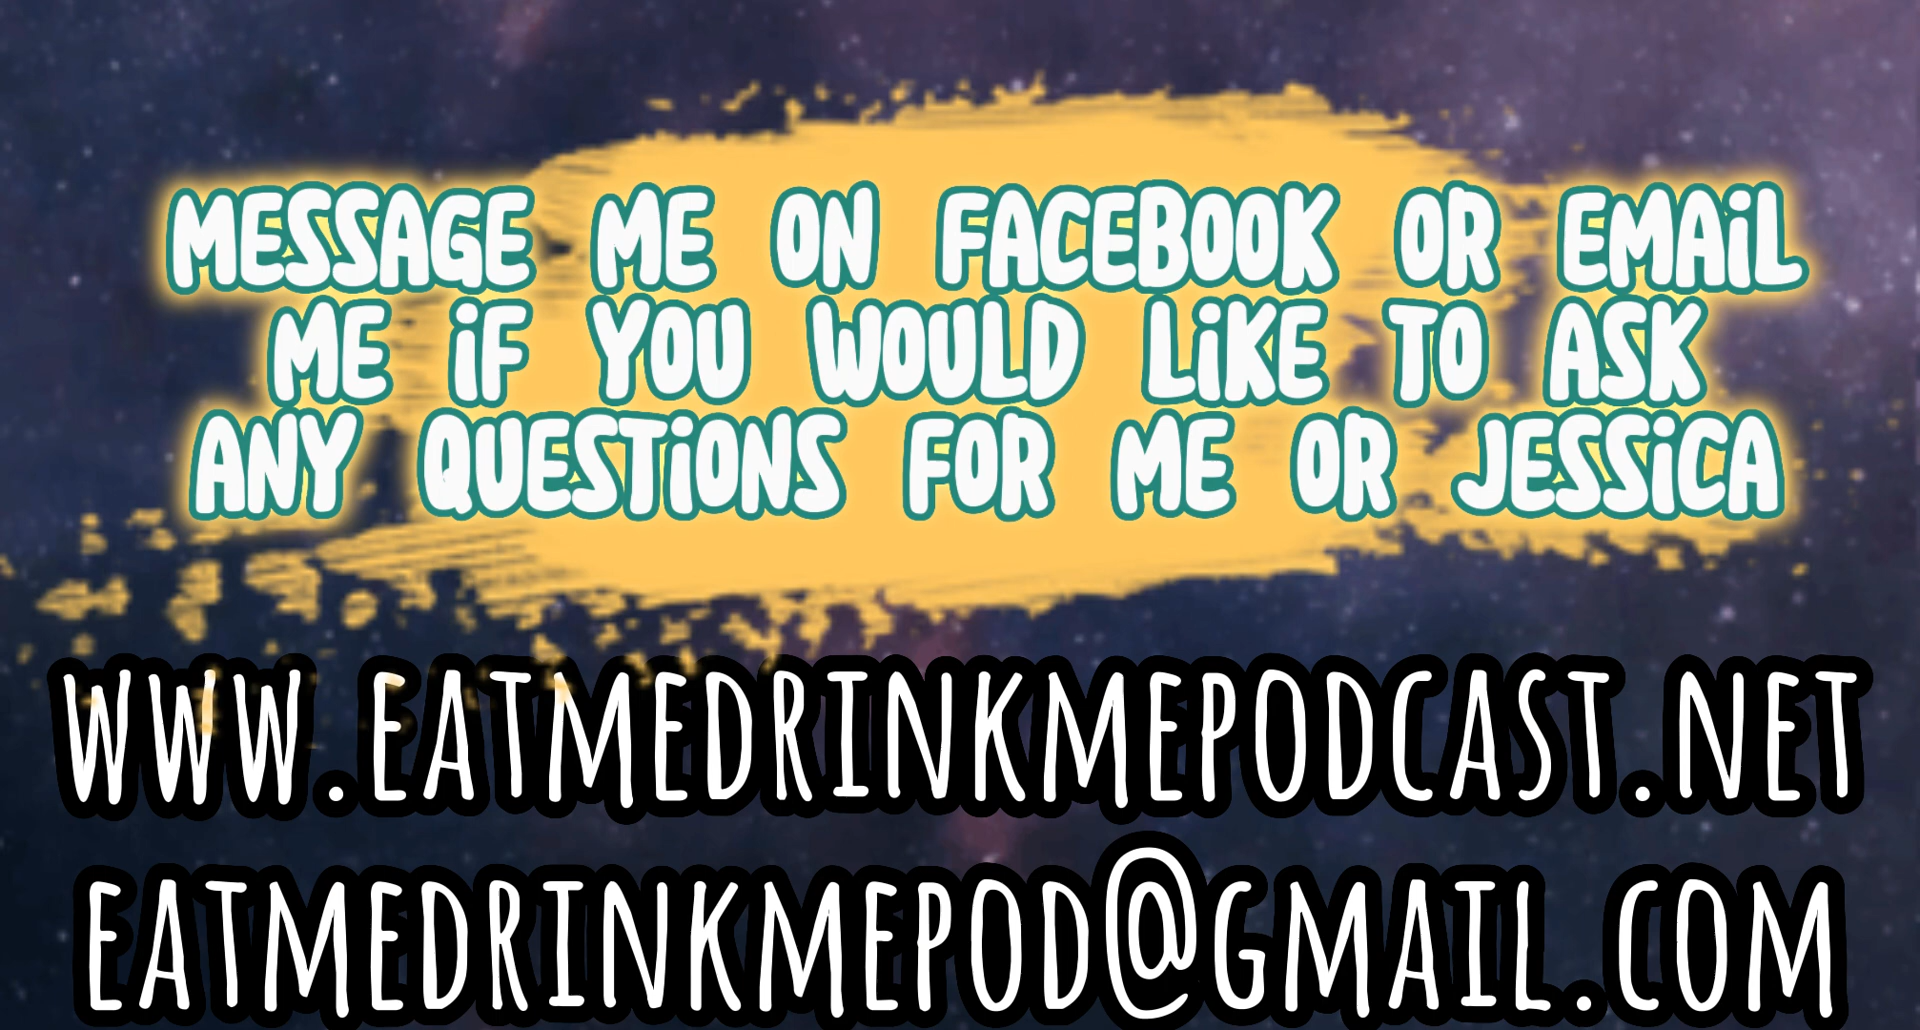 MESSAGE ME ON FACEBOOK OR EMAiL
ME iF YOU WOULD LiKE TO ASK
ANY QUESTiONS FOR ME OR JESSiCA
WWW.EATMEDRINKMEPODCAST.NET
EATMEDRINKMEPOD@GMAIL.COM